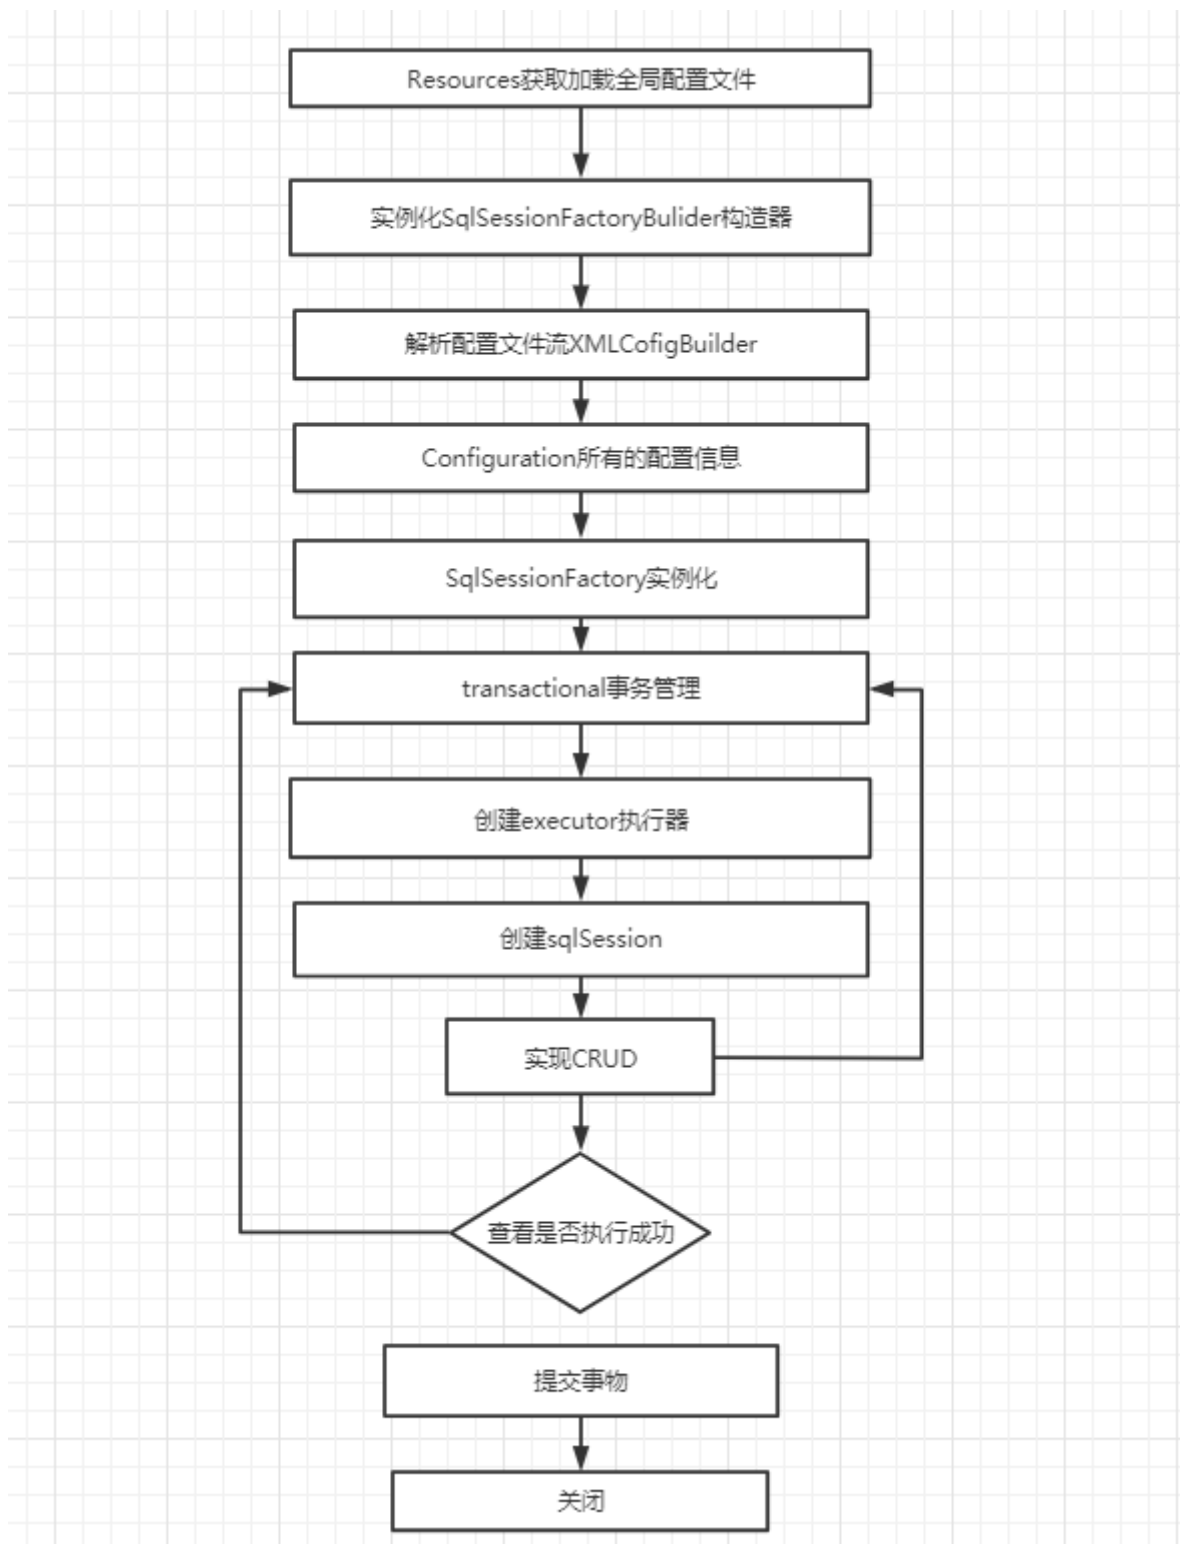 Resources获取加载全局配置文件
实例化SqlSessionFactoryBulider构造器
解析配置文件流XMLCofigBuilder
Configuration所有的配置信息
SqlSessionFactory实例化
transactional事务管理
创建executor执行器
创建sqlSession
实现CRUD
查看是否执行成功
提交事物
关闭